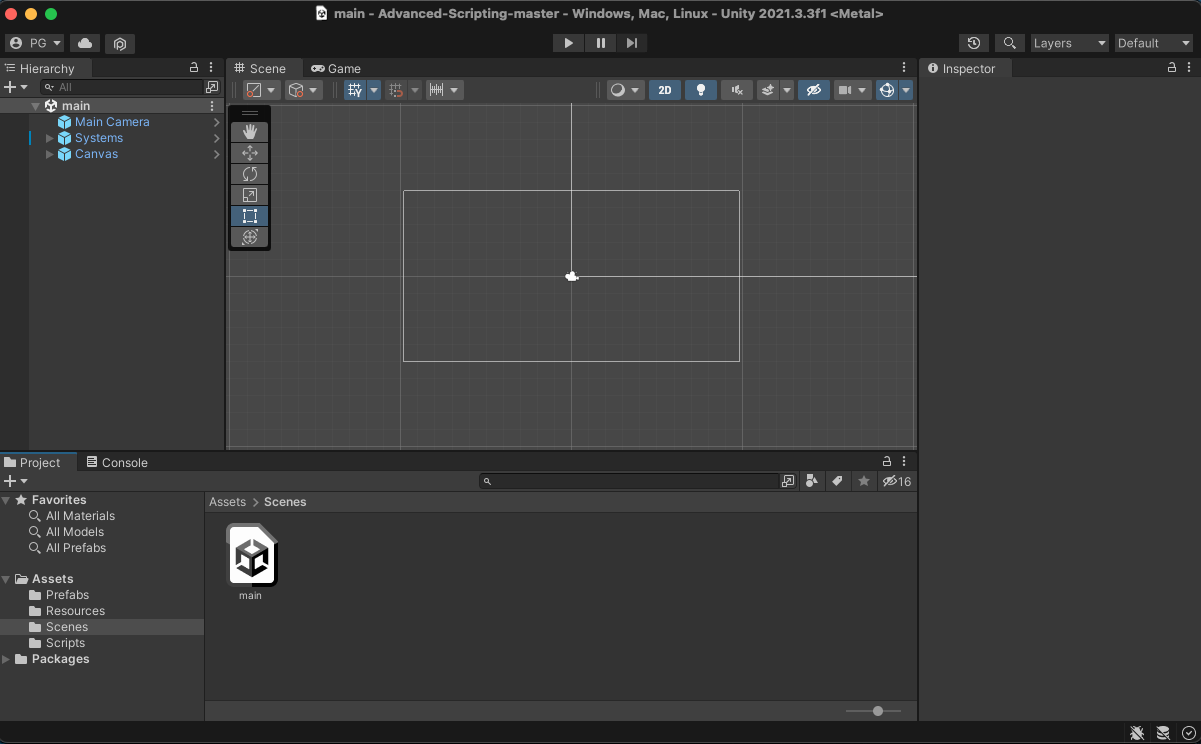 main - Advanced-Scripting-master - Windows, Mac, Linux - Unity 2021.3.3f1 <Metal>
PG
Layers
Default
Hierarchy
All
main
Main Camera
Systems
Canvas
Scene
Game
2D
Inspector
Project
Console
16
Favorites
All Materials
All Models
All Prefabs
Assets
Prefabs
Resources
Scenes
Scripts
Packages
Assets > Scenes
main